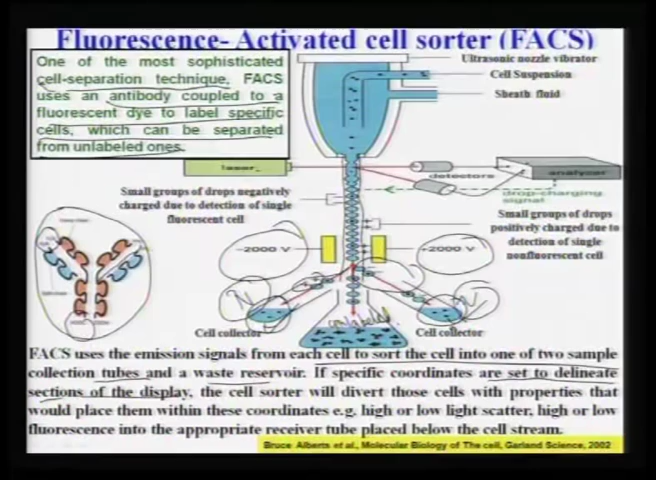 Fluorescence- Activated cell sorter (FACS)
One of the most sophisticated
cell-separation technique, FACS
uses an antibody coupled to a
fluorescent dye to label specific
cells, which can be separated
from unlabeled ones.
Ultrasonic nozzle vibrator
Cell Suspension
Sheath fluid
laser
detectors
analyzer
drop-charging
signal
Small groups of drops negatively
charged due to detection of single
fluorescent cell
Small groups of drops
positively charged due to
detection of single
nonfluorescent cell
-2000 V
+2000 V
Cell collector
Cell collector
FACS uses the emission signals from each cell to sort the cell into one of two sample
collection tubes and a waste reservoir. If specific coordinates are set to delineate
sections of the display, the cell sorter will divert those cells with properties that
would place them within these coordinates e.g. high or low light scatter, high or low
fluorescence into the appropriate receiver tube placed below the cell stream.
Bruce Alberts et al., Molecular Biology of The cell, Garland Science, 2002